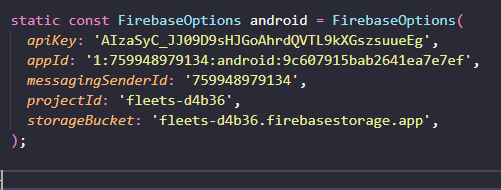 static const FirebaseOptions android = FirebaseOptions(
apiKey: 'AIzaSyC_JJ09D9sHJGoAhrdQVTL9kXGszsuueEg',
appId: '1:759948979134:android:9c607915bab2641ea7e7ef',
messagingSenderId: '759948979134',
projectId: 'fleets-d4b36',
storageBucket: 'fleets-d4b36.firebasestorage.app',
);